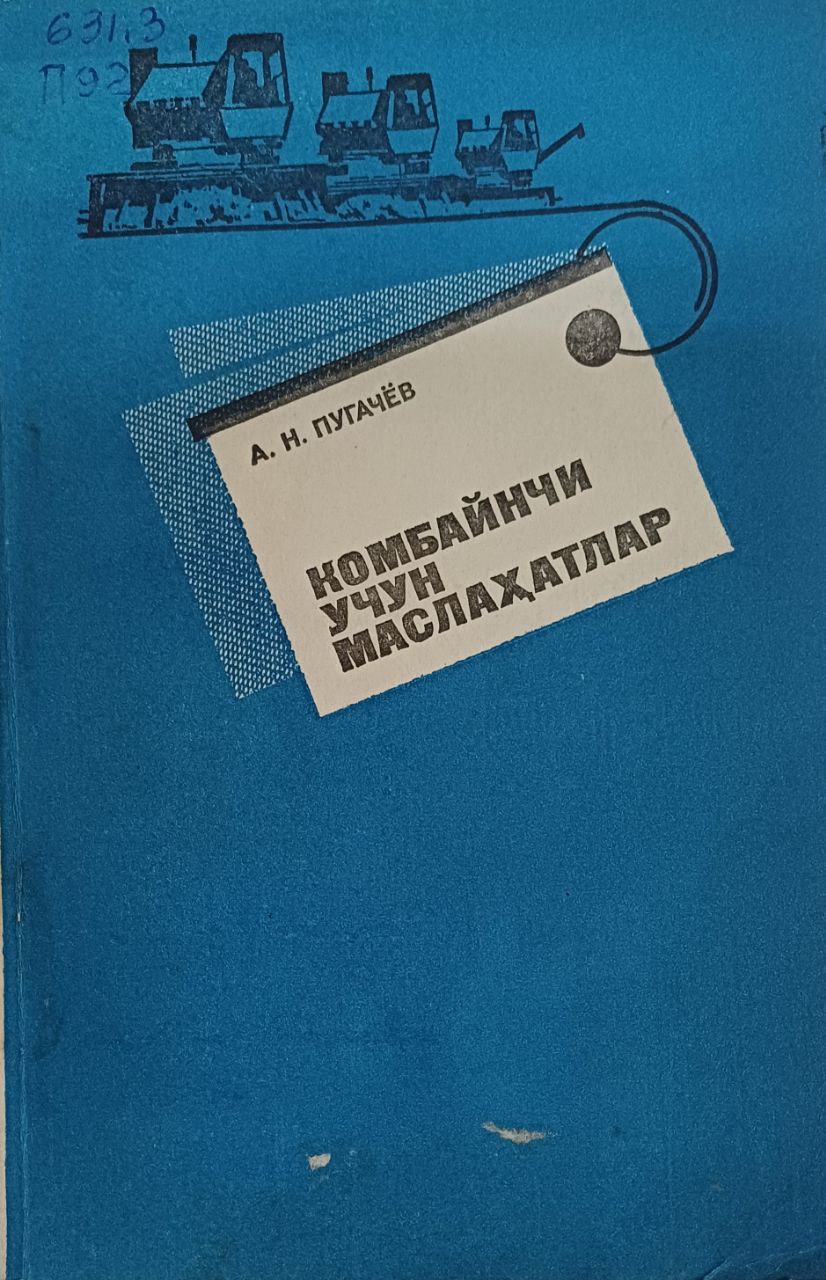 631.3
П92
А. Н. ПУГАЧЁВ
КОМБАЙНЧИ
УЧУН
МАСЛАҲАТЛАР